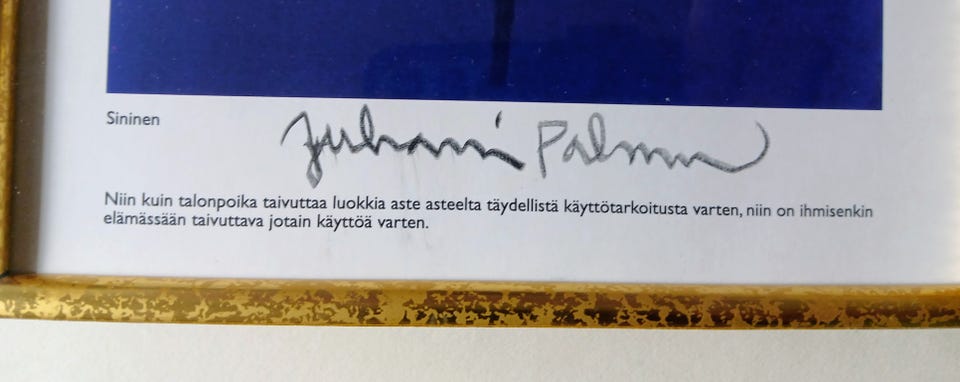 Sininen
Juhani Palmu
Niin kuin talonpoika taivuttaa luokkia aste asteelta täydellistä käyttötarkoitusta varten, niin on ihmisenkin
elämässään taivuttava jotain käyttöä varten.